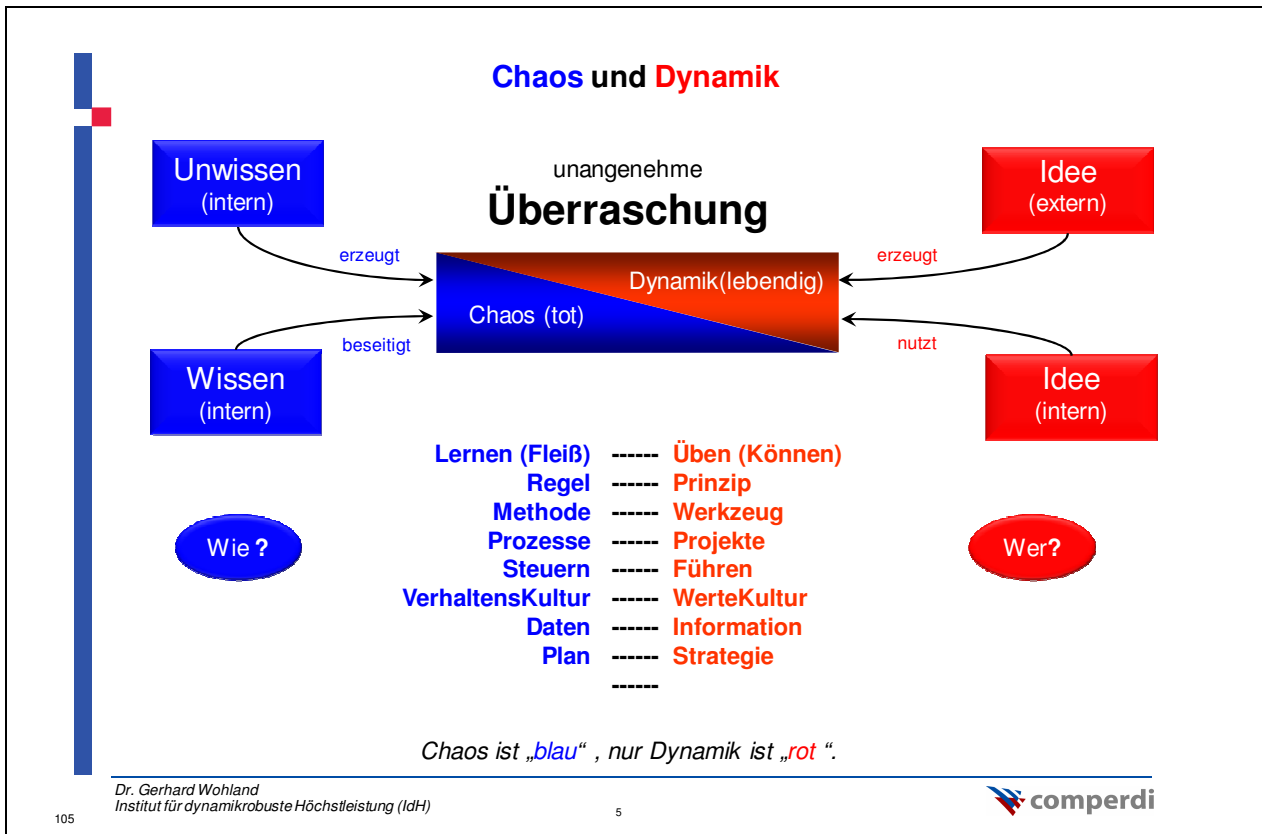 Chaos und Dynamik
Unwissen
(intern)
unangenehme
Überraschung
Idee
(extern)
erzeugt
erzeugt
Dynamik(lebendig)
Chaos (tot)
beseitigt
nutzt
Wissen
(intern)
Idee
(intern)
Lernen (Fleiß) ------ Üben (Können)
Regel ------ Prinzip
Methode ------ Werkzeug
Prozesse ------ Projekte
Steuern ------ Führen
VerhaltensKultur ------ WerteKultur
Daten ------ Information
Plan ------ Strategie
------
Wie ?
Wer?
Chaos ist „blau“ , nur Dynamik ist „rot “.
Dr. Gerhard Wohland
Institut für dynamikrobuste Höchstleistung (IdH)
105
5
comperdi